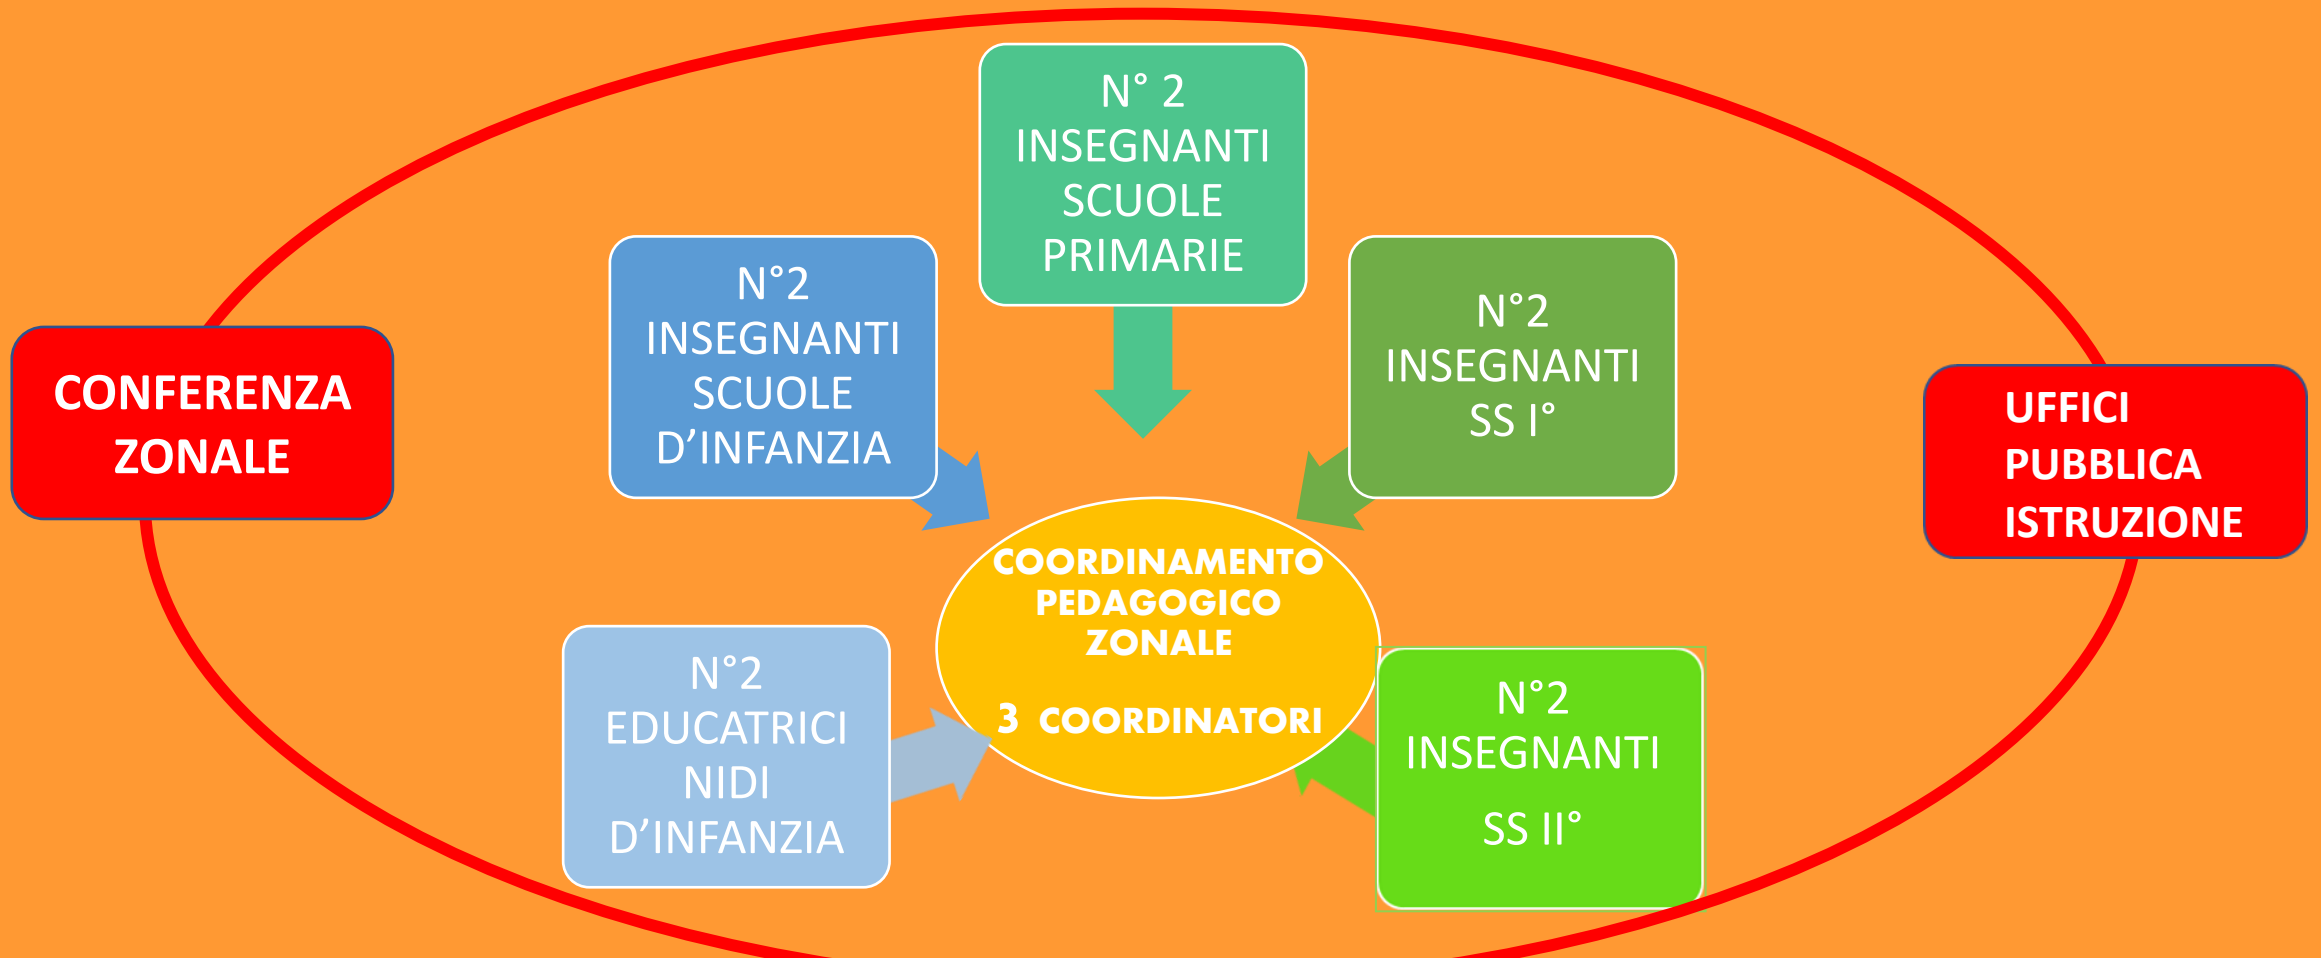 N° 2
INSEGNANTI
SCUOLE
PRIMARIE
N°2
INSEGNANTI
SCUOLE
D’INFANZIA
N°2
INSEGNANTI
SS I°
CONFERENZA
ZONALE
UFFICI
PUBBLICA
ISTRUZIONE
COORDINAMENTO
PEDAGOGICO
ZONALE
3 COORDINATORI
N°2
EDUCATRICI
NIDI
D’INFANZIA
N°2
INSEGNANTI
SS II°